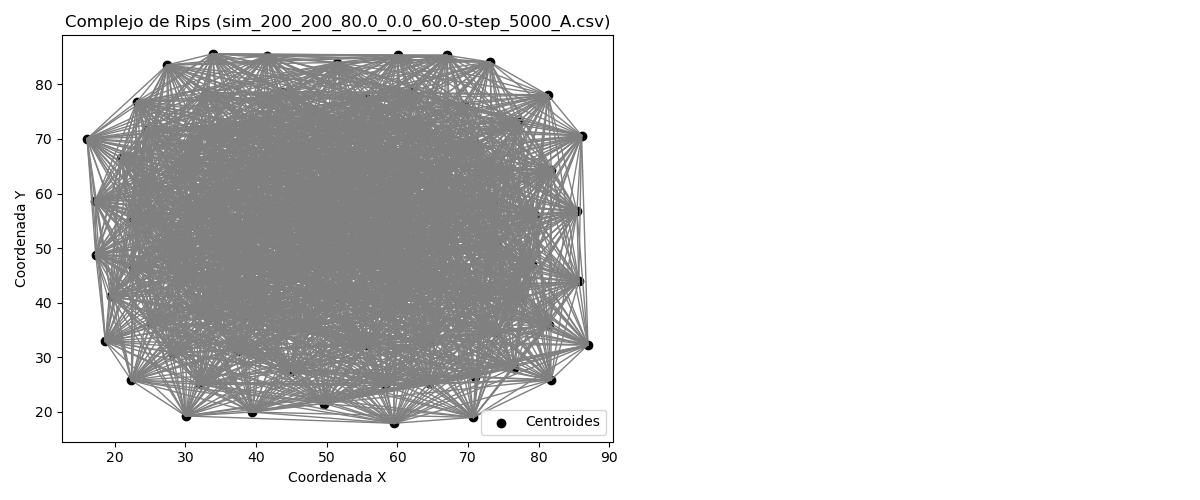 Complejo de Rips (sim_200_200_80.0_0.0_60.0-step_5000_A.csv)
80
70
60
50
40
30
20
Coordenada Y
Centroides
20 30 40 50 60 70 80 90
Coordenada X